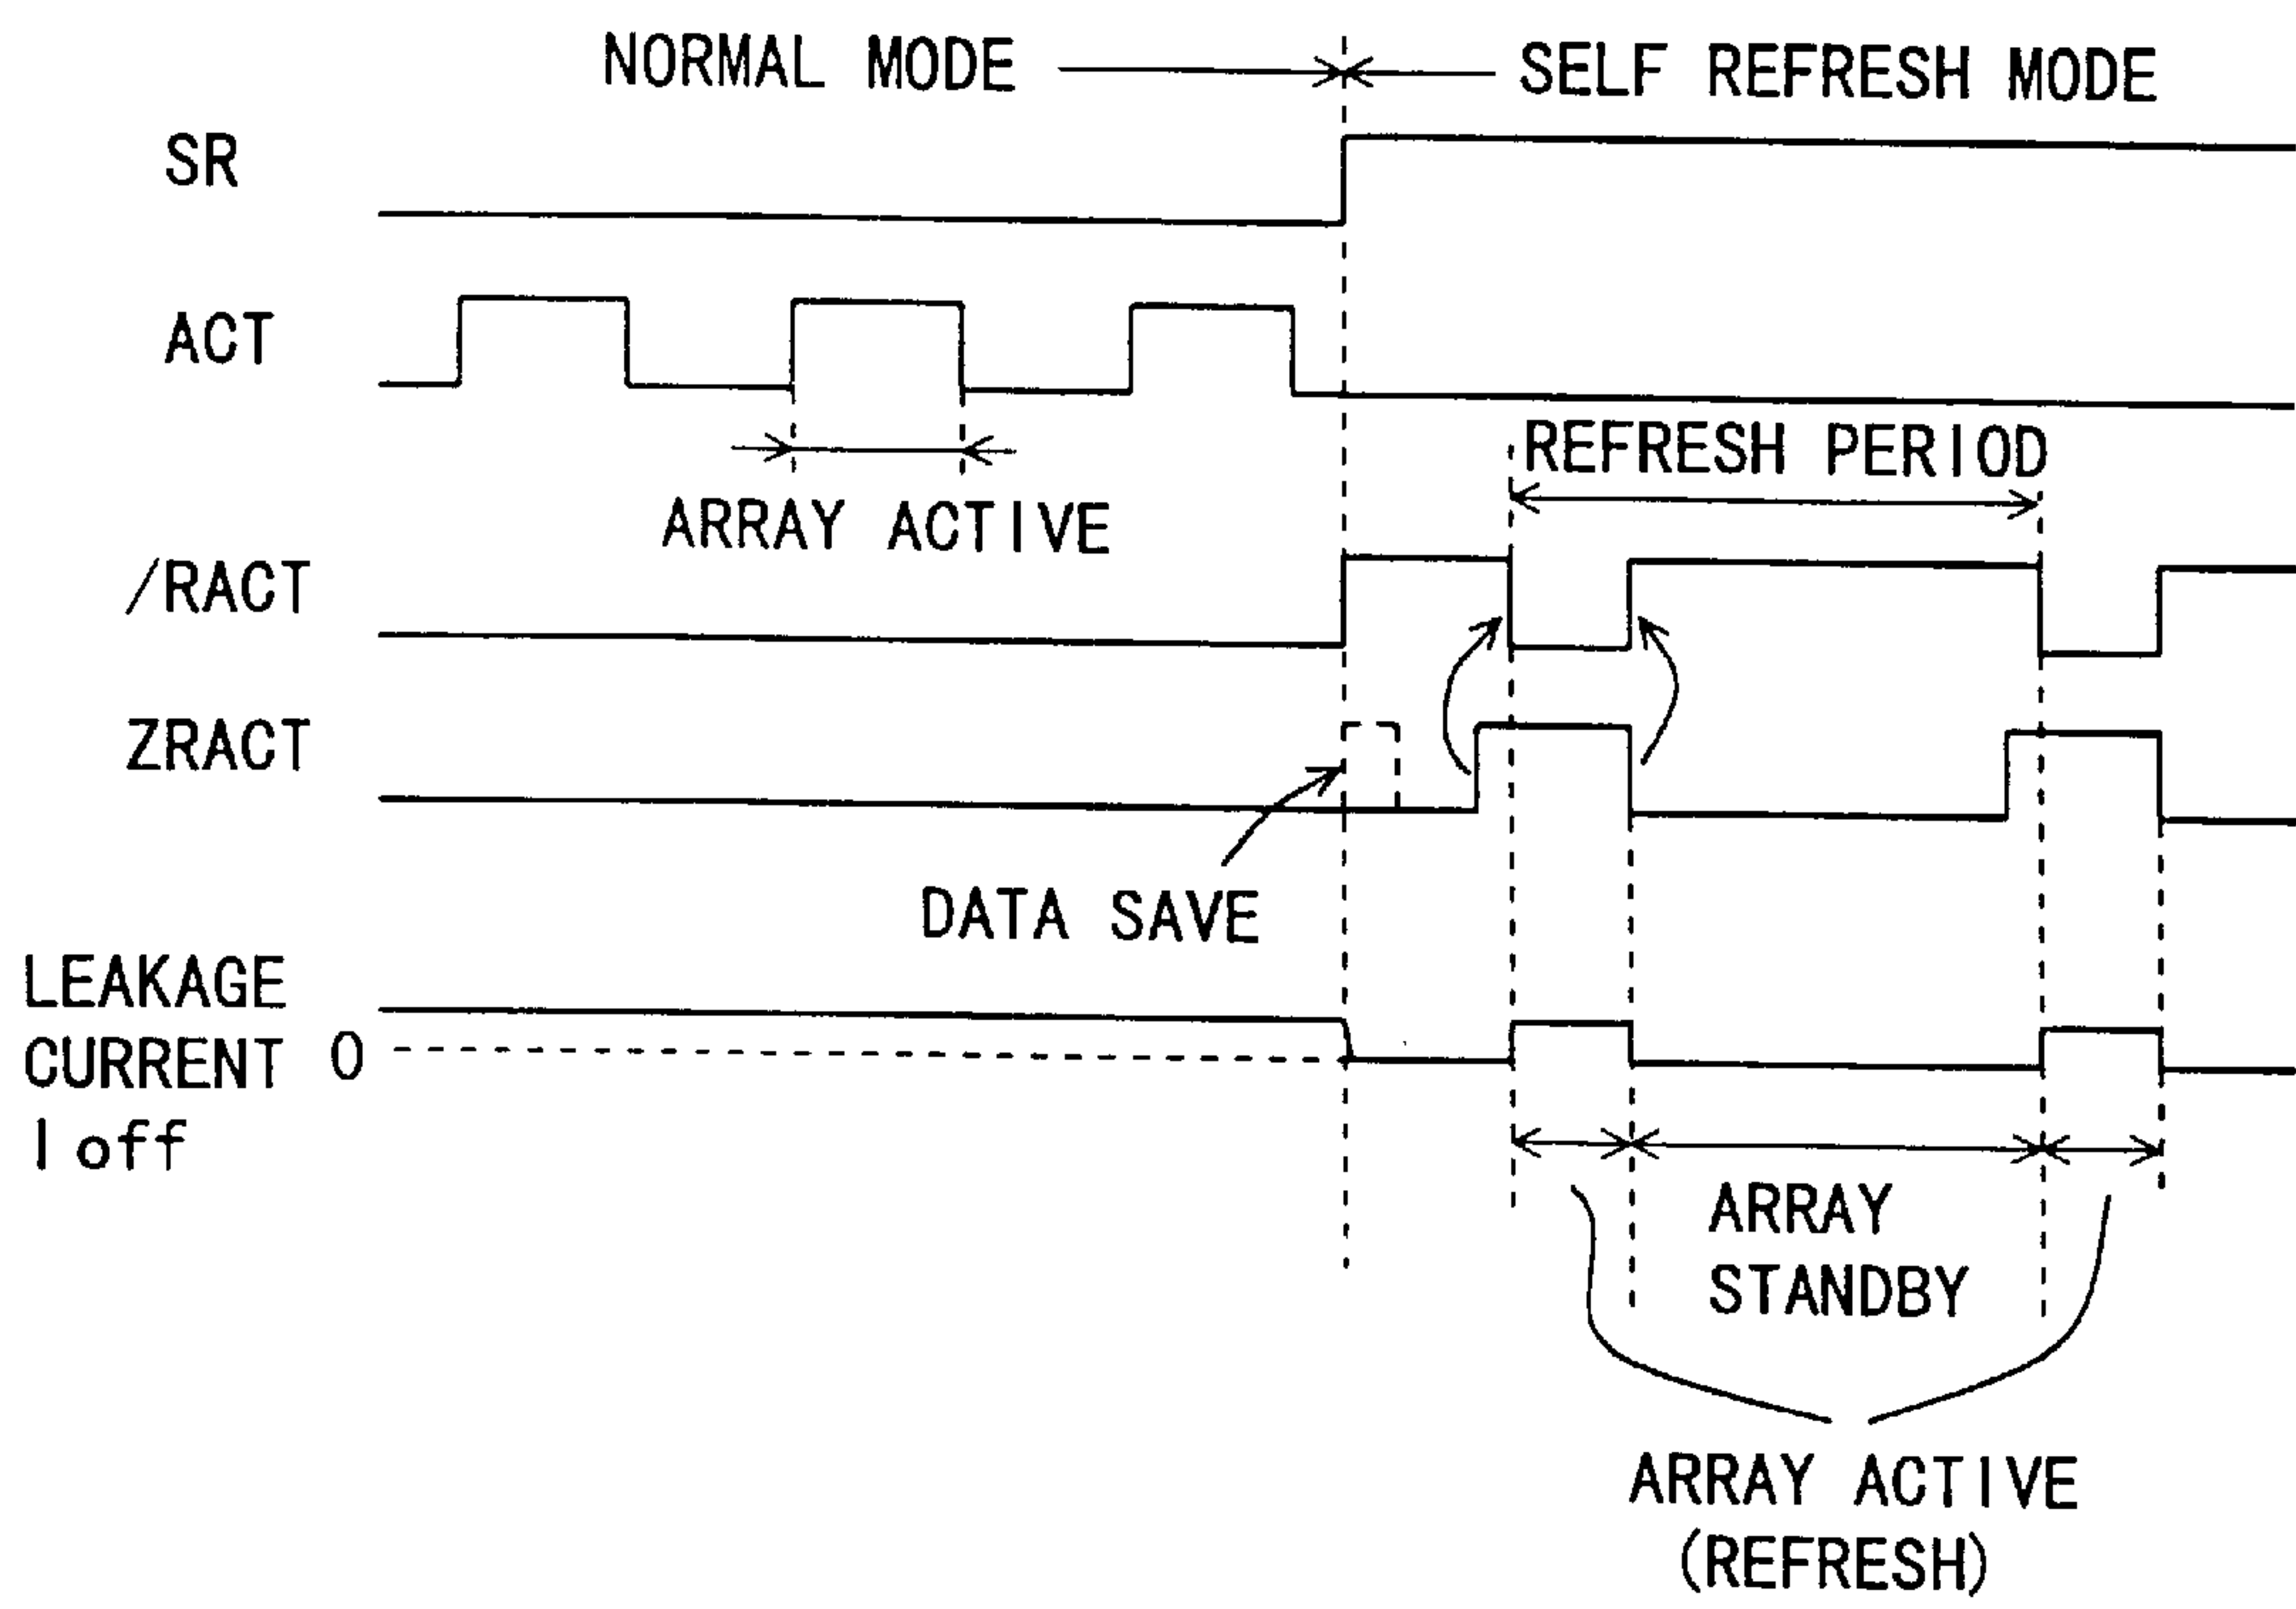 NORMAL MODE
SELF REFRESH MODE
SR
ACT
REFRESH PERIOD
ARRAY ACTIVE
/RACT
ZRACT
DATA SAVE
LEAKAGE
CURRENT 0
Ioff
ARRAY
STANDBY
ARRAY ACTIVE
(REFRESH)